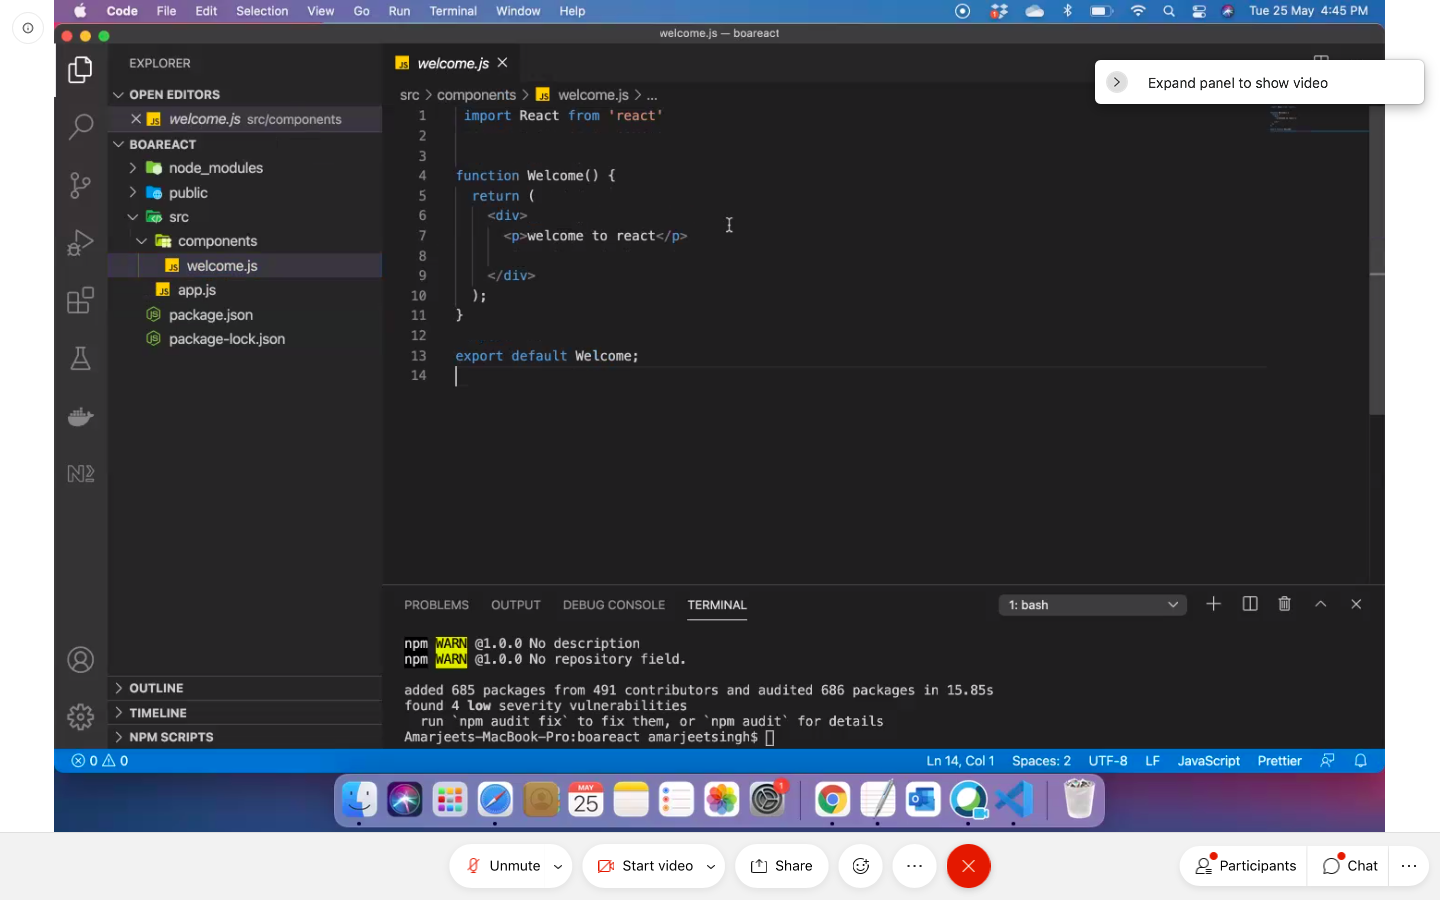 Code File Edit Selection View Go Run Terminal Window Help Tue 25 May 4:45 PM
welcome.js — boareact
EXPLORER
OPEN EDITORS
welcome.js src/components
BOAREACT
node_modules
public
src
components
welcome.js
app.js
package.json
package-lock.json
OUTLINE
TIMELINE
NPM SCRIPTS
welcome.js
src > components > JS welcome.js > ...
Expand panel to show video
1 import React from 'react'
2
3
4 function Welcome() {
5 return (
6 <div>
7 <p>welcome to react</p>
8
9 </div>
10 );
11 }
12
13 export default Welcome;
14
PROBLEMS OUTPUT DEBUG CONSOLE TERMINAL 1: bash
npm WARN @1.0.0 No description
npm WARN @1.0.0 No repository field.
added 685 packages from 491 contributors and audited 686 packages in 15.85s
found 4 low severity vulnerabilities
run `npm audit fix` to fix them, or `npm audit` for details
Amarjeets-MacBook-Pro:boareact amarjeetsingh$
0 0 Ln 14, Col 1 Spaces: 2 UTF-8 LF JavaScript Prettier
MAY
25
1
Unmute Start video Share Participants Chat